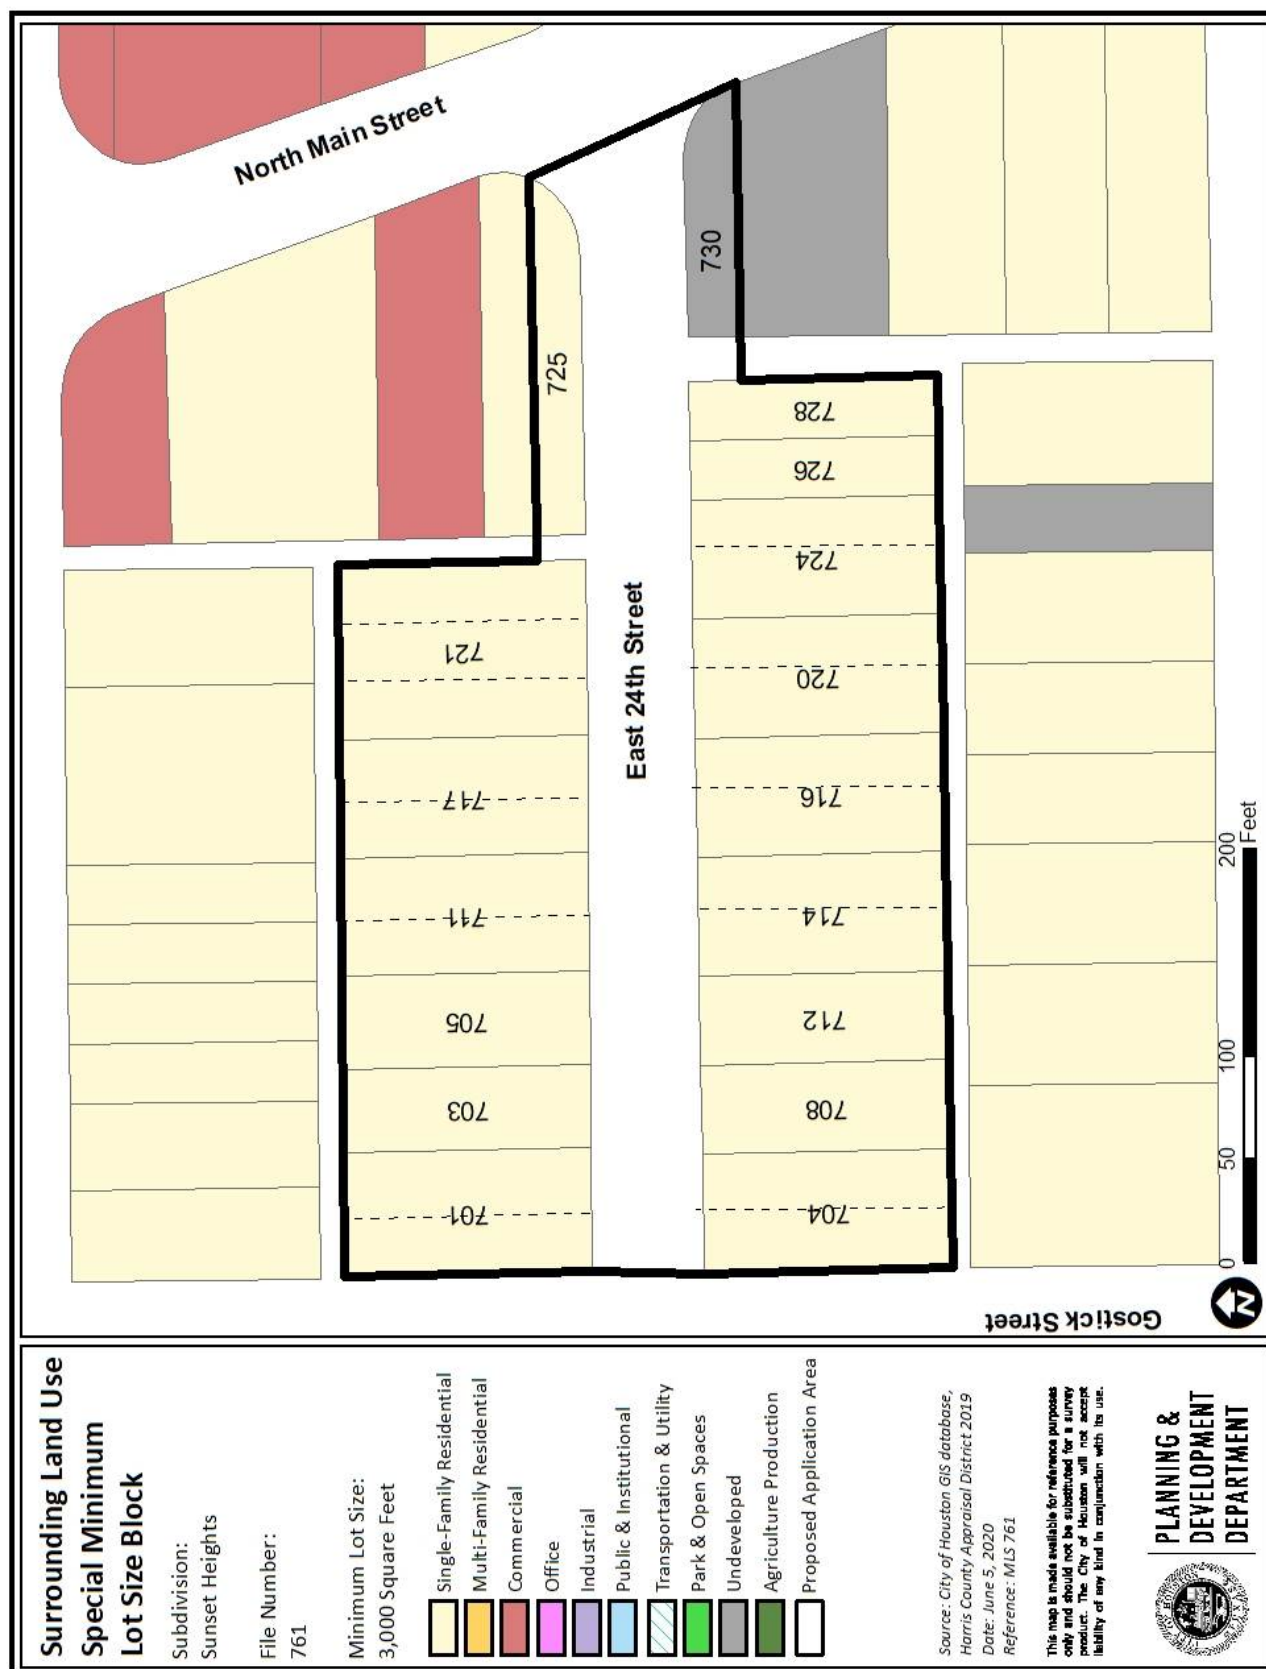 Surrounding Land Use
Special Minimum
Lot Size Block
Subdivision:
Sunset Heights
File Number:
761
Minimum Lot Size:
3,000 Square Feet
Single-Family Residential
Multi-Family Residential
Commercial
Office
Industrial
Public & Institutional
Transportation & Utility
Park & Open Spaces
Undeveloped
Agriculture Production
Proposed Application Area
Source: City of Houston GIS database,
Harris County Appraisal District 2019
Date: June 5, 2020
Reference: MLS 761
This map is made available for reference purposes
only and should not be substituted for a survey
product. The City of Houston will not accept
liability of any kind in conjunction with its use.
PLANNING &
DEVELOPMENT
DEPARTMENT
North Main Street
701
703
705
711
717
721
725
East 24th Street
704
708
712
714
716
720
724
726
728
730
Gostick Street
N
0 50 100 200
Feet